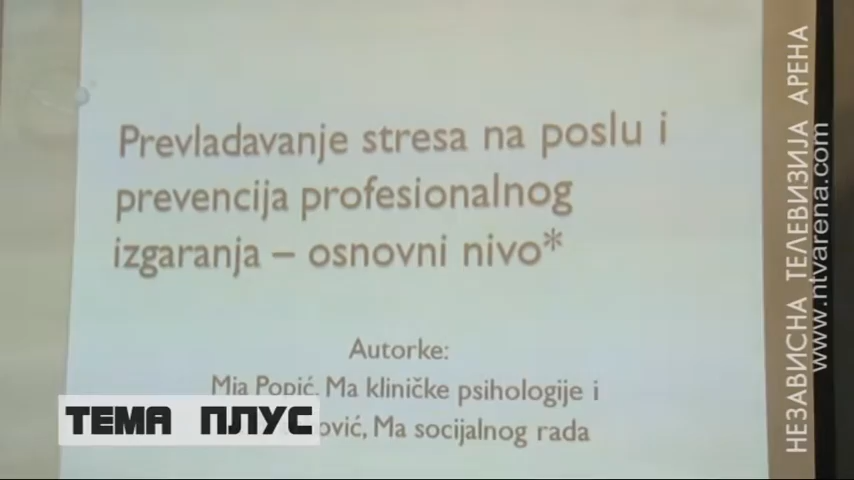 Prevladavanje stresa na poslu i
prevencija profesionalnog
izgaranja – osnovni nivo*
Autorke:
Mia Popić, Ma kliničke psihologije i
ović, Ma socijalnog rada
ТЕМА ПЛУС
НЕЗАВИСНА ТЕЛЕВИЗИЈА АРЕНА
www.ntvarena.com